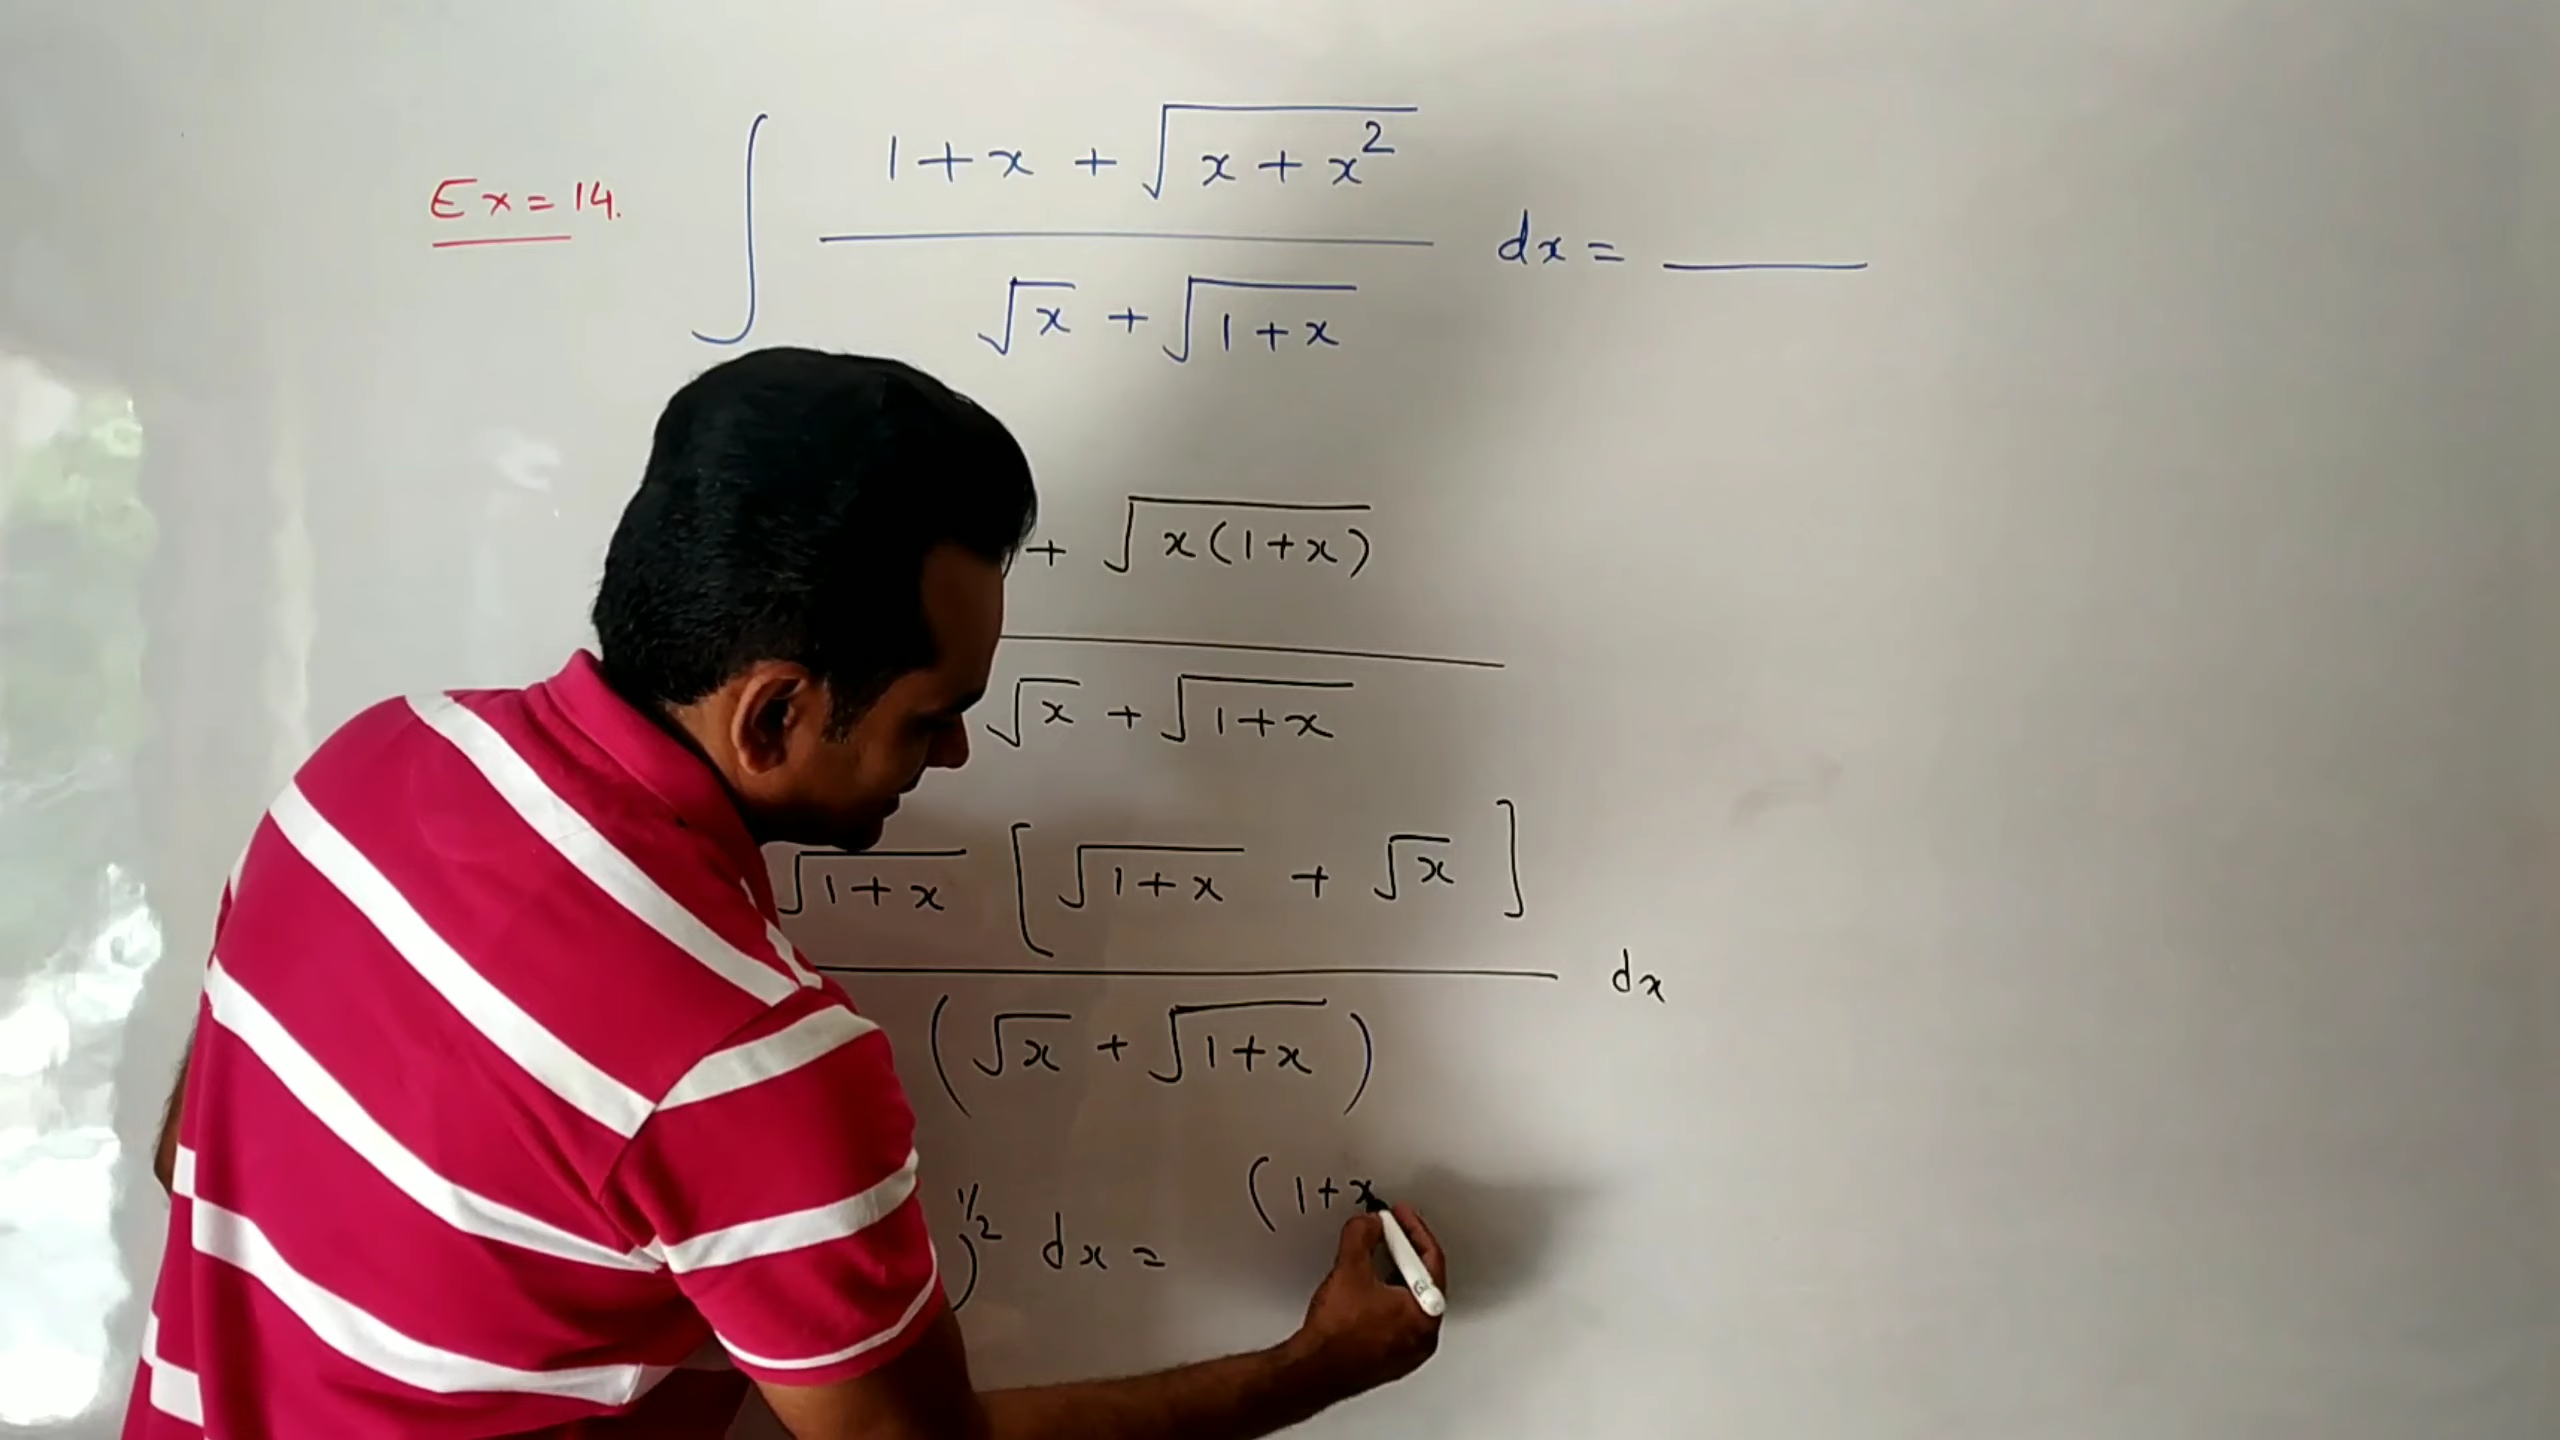 Ex = 14. ∫ (1 + x + √(x + x²)) / (√x + √(1 + x)) dx = ______
) + √(x(1+x))
√x + √(1+x)
√(1+x) [√(1+x) + √x]
dx
(√x + √(1+x))
)^(1/2) dx = (1+x